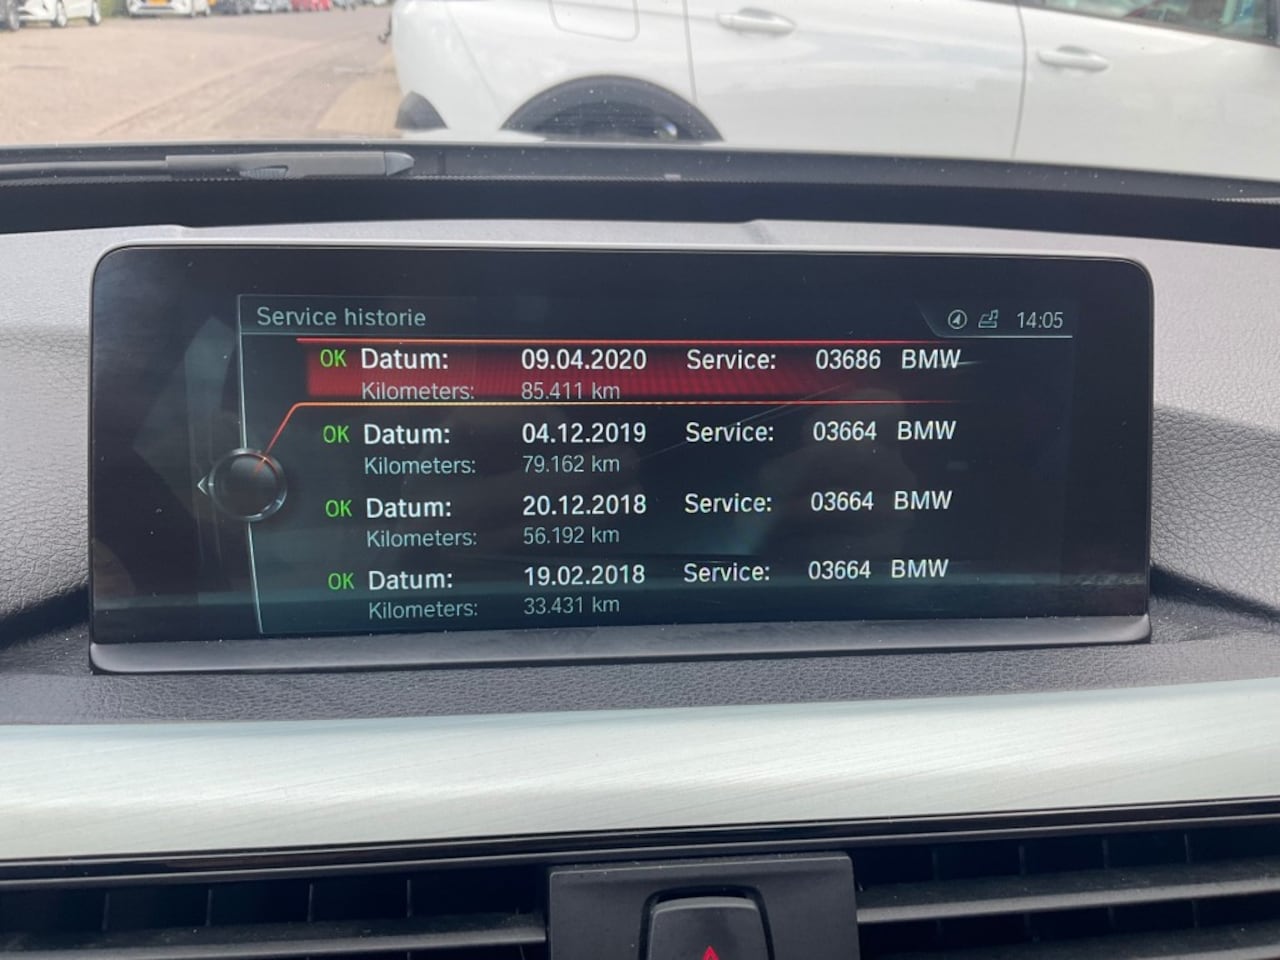 Service historie 14:05
OK Datum: 09.04.2020 Service: 03686 BMW
Kilometers: 85.411 km
OK Datum: 04.12.2019 Service: 03664 BMW
Kilometers: 79.162 km
OK Datum: 20.12.2018 Service: 03664 BMW
Kilometers: 56.192 km
OK Datum: 19.02.2018 Service: 03664 BMW
Kilometers: 33.431 km